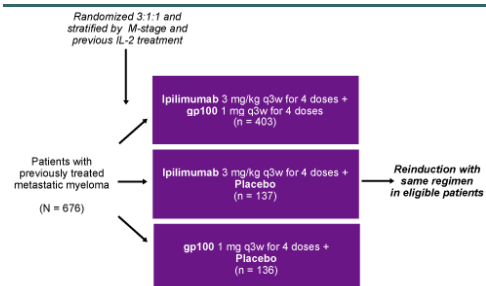 Randomized 3:1:1 and
stratified by M-stage and
previous IL-2 treatment
Ipilimumab 3 mg/kg q3w for 4 doses +
gp100 1 mg q3w for 4 doses
(n = 403)
Patients with
previously treated
metastatic myeloma
(N = 676)
Ipilimumab 3 mg/kg q3w for 4 doses +
Placebo
(n = 137)
Reinduction with
same regimen
in eligible patients
gp100 1 mg q3w for 4 doses +
Placebo
(n = 136)